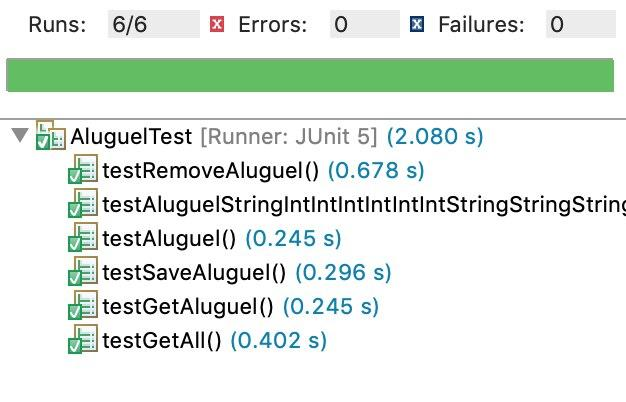 Runs: 6/6 Errors: 0 Failures: 0
AluguelTest [Runner: JUnit 5] (2.080 s)
testRemoveAluguel() (0.678 s)
testAluguelStringIntIntIntIntIntIntStringStringString
testAluguel() (0.245 s)
testSaveAluguel() (0.296 s)
testGetAluguel() (0.245 s)
testGetAll() (0.402 s)